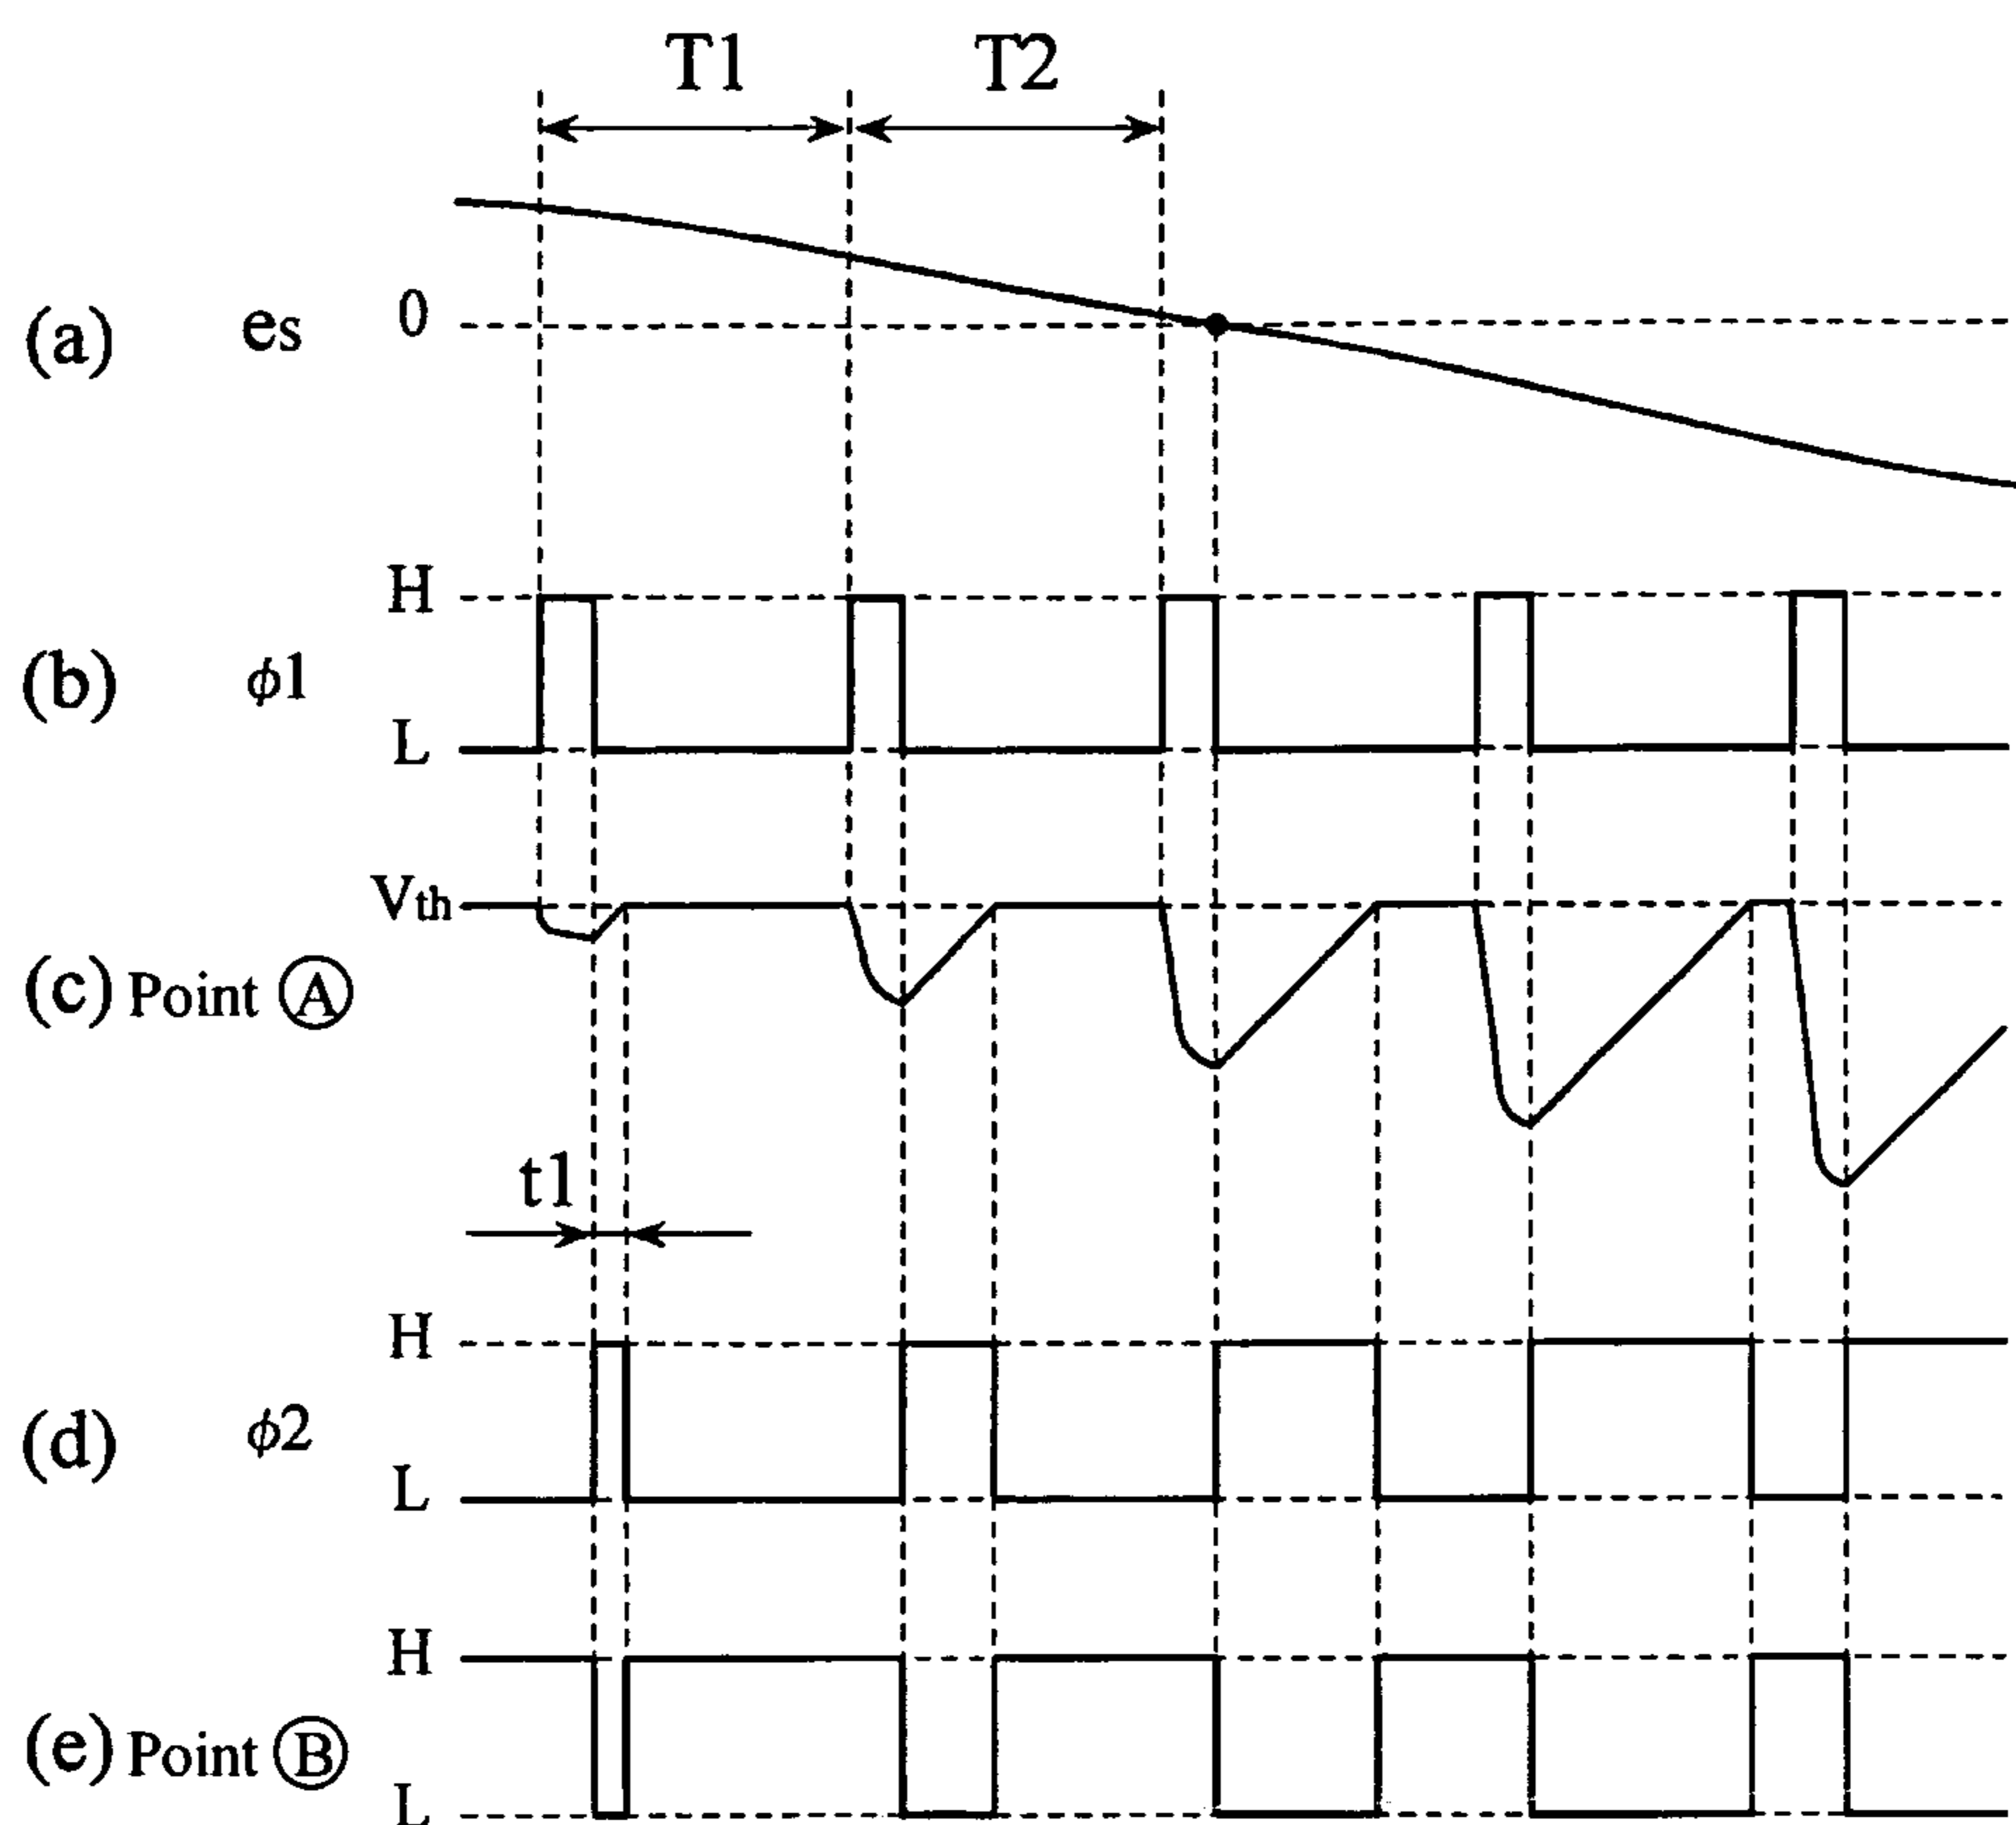 T1 T2
(a) es 0
H
(b) φ1
L
Vth
(c) Point Ⓐ
t1
H
(d) φ2
L
H
(e) Point Ⓑ
L